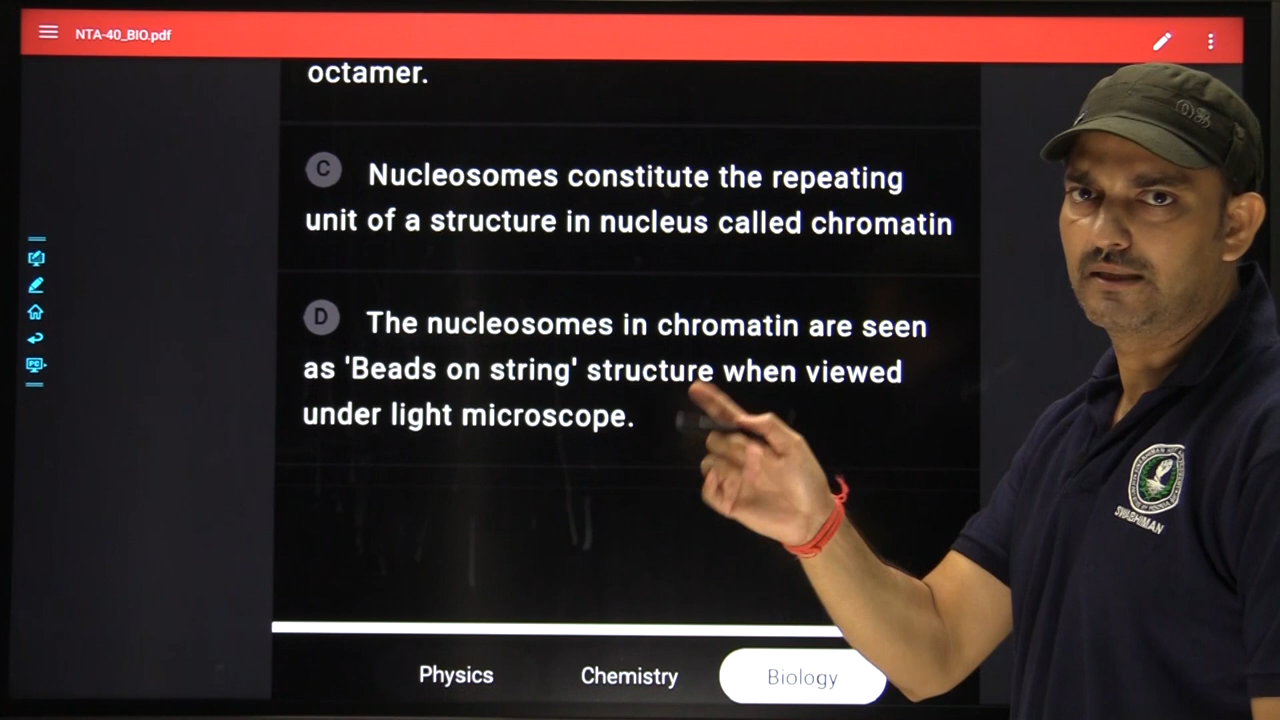 NTA-40_BIO.pdf
octamer.
C Nucleosomes constitute the repeating
unit of a structure in nucleus called chromatin
D The nucleosomes in chromatin are seen
as 'Beads on string' structure when viewed
under light microscope.
PC
Physics Chemistry Biology
SWABHIMAN